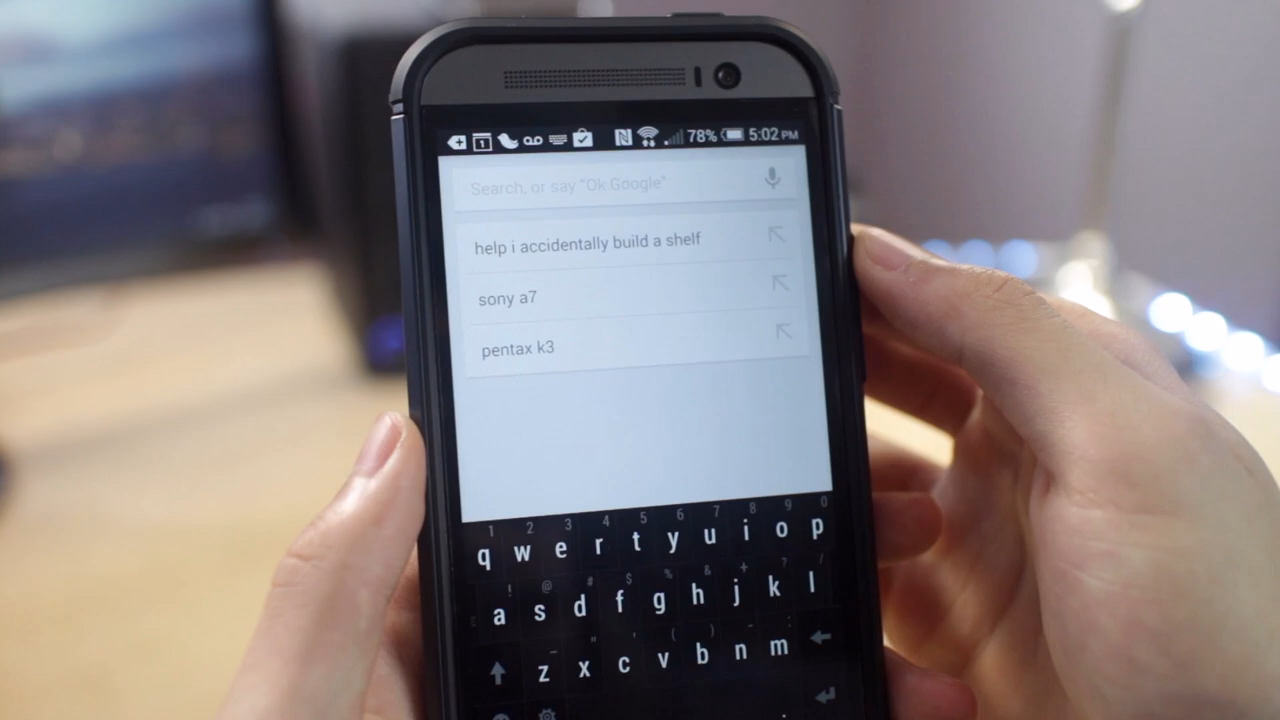 1
78% 5:02 PM
Search, or say "Ok Google"
help i accidentally build a shelf
sony a7
pentax k3
1 2 3 4 5 6 7 8 9 0
q w e r t y u i o p
! @ # $ % & + ? /
a s d f g h j k l
_ " ' ( ) - :
z x c v b n m
.